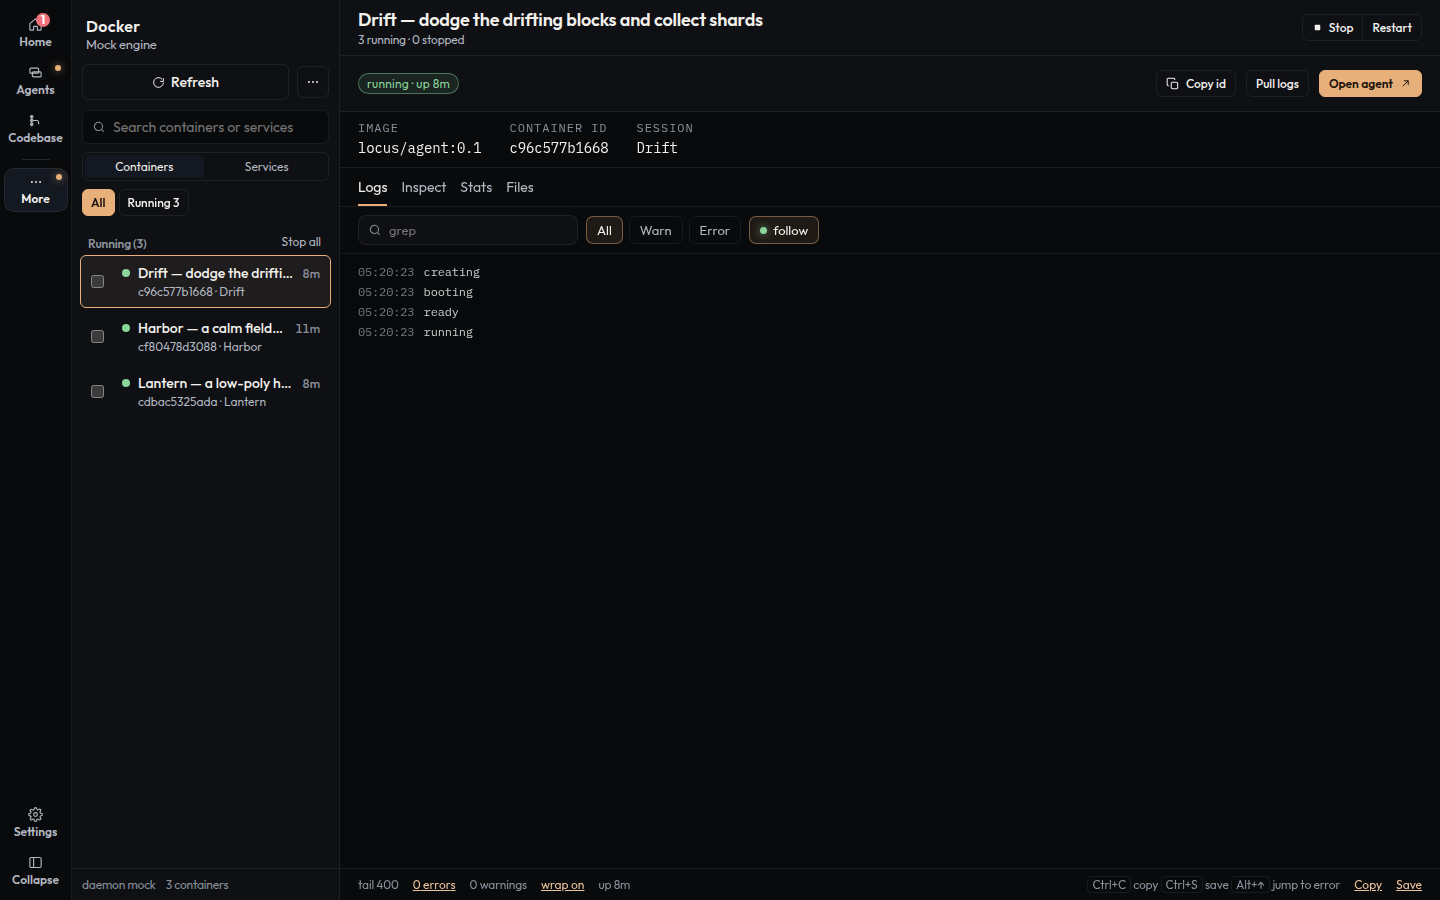 1
Home
Agents
Codebase
More
Settings
Collapse
Docker
Mock engine
Refresh
Search containers or services
Containers
Services
All
Running 3
Running (3)
Stop all
Drift — dodge the drifti... 8m
c96c577b1668 · Drift
Harbor — a calm field... 11m
cf80478d3088 · Harbor
Lantern — a low-poly h... 8m
cdbac5325ada · Lantern
daemon mock 3 containers
Drift — dodge the drifting blocks and collect shards
3 running · 0 stopped
Stop Restart
running · up 8m
Copy id Pull logs Open agent
IMAGE CONTAINER ID SESSION
locus/agent:0.1 c96c577b1668 Drift
Logs Inspect Stats Files
grep All Warn Error follow
05:20:23 creating
05:20:23 booting
05:20:23 ready
05:20:23 running
tail 400 0 errors 0 warnings wrap on up 8m
Ctrl+C copy Ctrl+S save Alt+↑ jump to error Copy Save